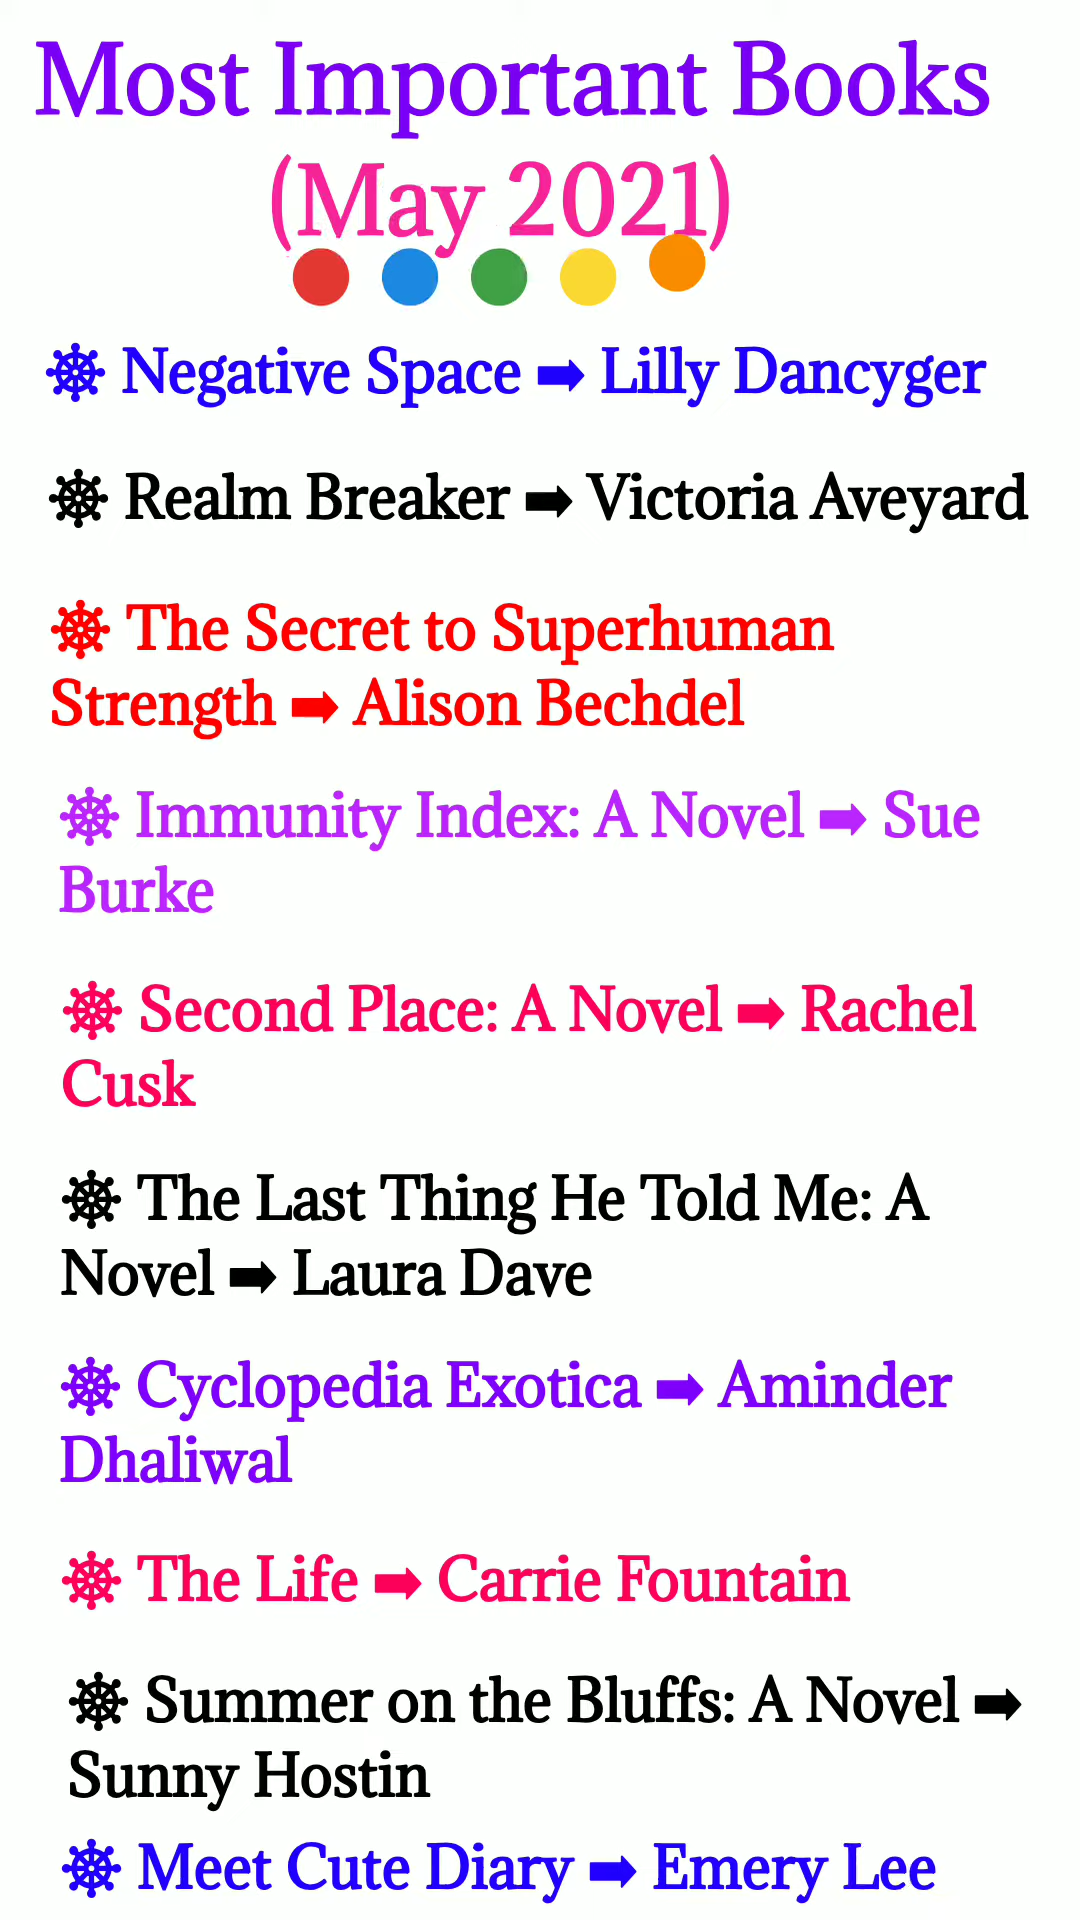 Most Important Books
(May 2021)
☸ Negative Space ➡ Lilly Dancyger
☸ Realm Breaker ➡ Victoria Aveyard
☸ The Secret to Superhuman
Strength ➡ Alison Bechdel
☸ Immunity Index: A Novel ➡ Sue
Burke
☸ Second Place: A Novel ➡ Rachel
Cusk
☸ The Last Thing He Told Me: A
Novel ➡ Laura Dave
☸ Cyclopedia Exotica ➡ Aminder
Dhaliwal
☸ The Life ➡ Carrie Fountain
☸ Summer on the Bluffs: A Novel ➡
Sunny Hostin
☸ Meet Cute Diary ➡ Emery Lee